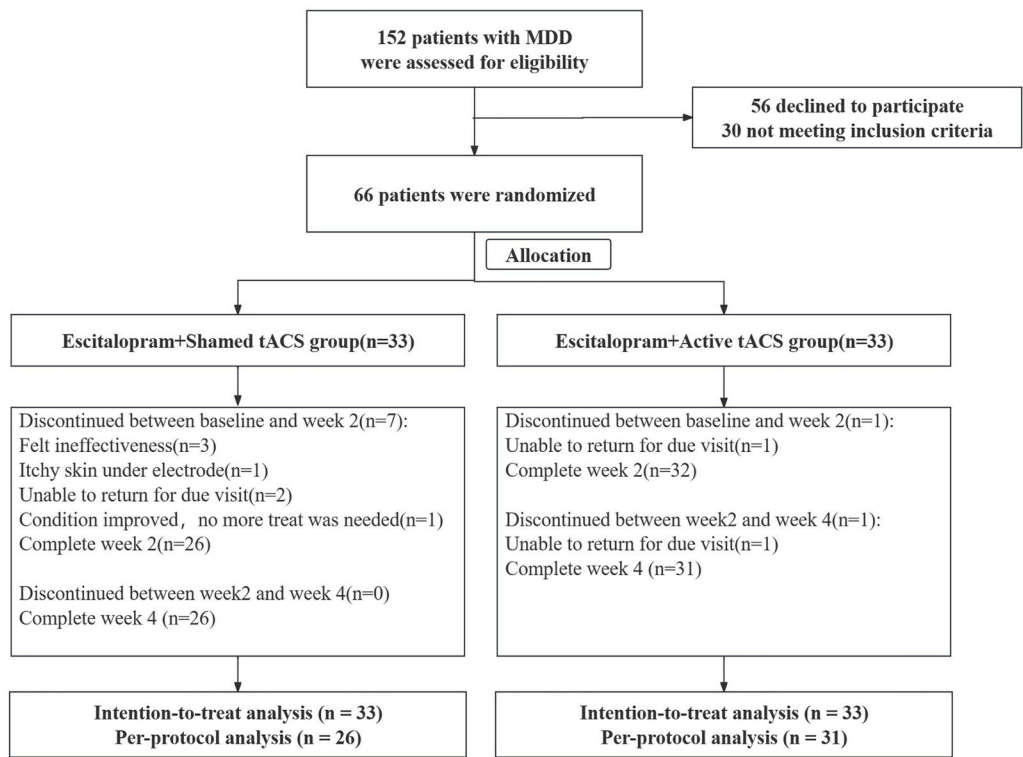 152 patients with MDD
were assessed for eligibility
56 declined to participate
30 not meeting inclusion criteria
66 patients were randomized
Allocation
Escitalopram+Shamed tACS group(n=33)
Escitalopram+Active tACS group(n=33)
Discontinued between baseline and week 2(n=7):
Felt ineffectiveness(n=3)
Itchy skin under electrode(n=1)
Unable to return for due visit(n=2)
Condition improved，no more treat was needed(n=1)
Complete week 2(n=26)
Discontinued between week2 and week 4(n=0)
Complete week 4 (n=26)
Discontinued between baseline and week 2(n=1):
Unable to return for due visit(n=1)
Complete week 2(n=32)
Discontinued between week2 and week 4(n=1):
Unable to return for due visit(n=1)
Complete week 4 (n=31)
Intention-to-treat analysis (n = 33)
Per-protocol analysis (n = 26)
Intention-to-treat analysis (n = 33)
Per-protocol analysis (n = 31)